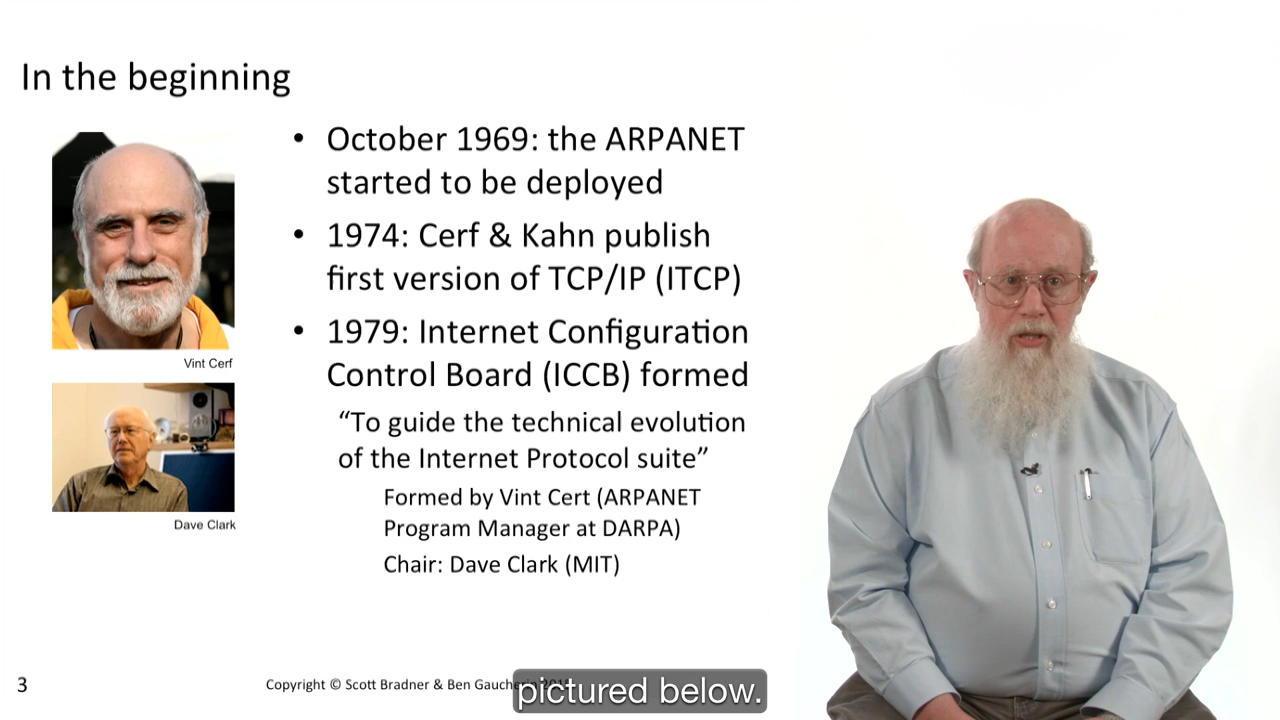 In the beginning
• October 1969: the ARPANET
started to be deployed
• 1974: Cerf & Kahn publish
first version of TCP/IP (ITCP)
• 1979: Internet Configuration
Control Board (ICCB) formed
“To guide the technical evolution
of the Internet Protocol suite”
Formed by Vint Cert (ARPANET
Program Manager at DARPA)
Chair: Dave Clark (MIT)
Vint Cerf
Dave Clark
3
Copyright © Scott Bradner & Ben
pictured below.